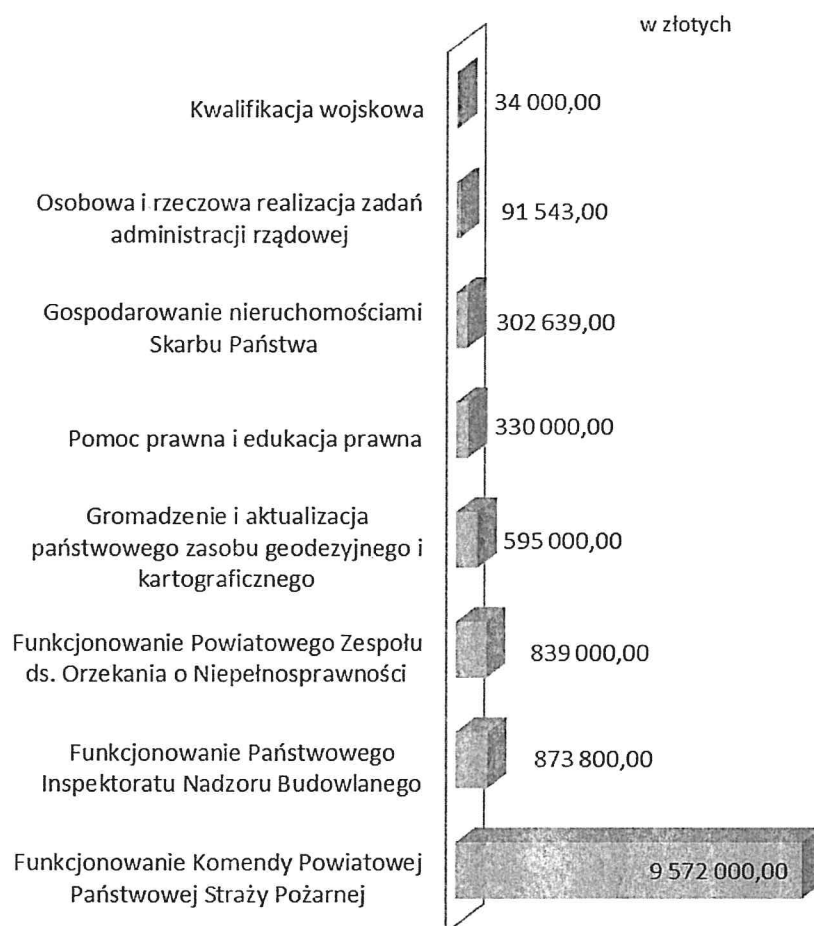 w złotych
Kwalifikacja wojskowa
34 000,00
Osobowa i rzeczowa realizacja zadań
administracji rządowej
91 543,00
Gospodarowanie nieruchomościami
Skarbu Państwa
302 639,00
Pomoc prawna i edukacja prawna
330 000,00
Gromadzenie i aktualizacja
państwowego zasobu geodezyjnego i
kartograficznego
595 000,00
Funkcjonowanie Powiatowego Zespołu
ds. Orzekania o Niepełnosprawności
839 000,00
Funkcjonowanie Państwowego
Inspektoratu Nadzoru Budowlanego
873 800,00
Funkcjonowanie Komendy Powiatowej
Państwowej Straży Pożarnej
9 572 000,00